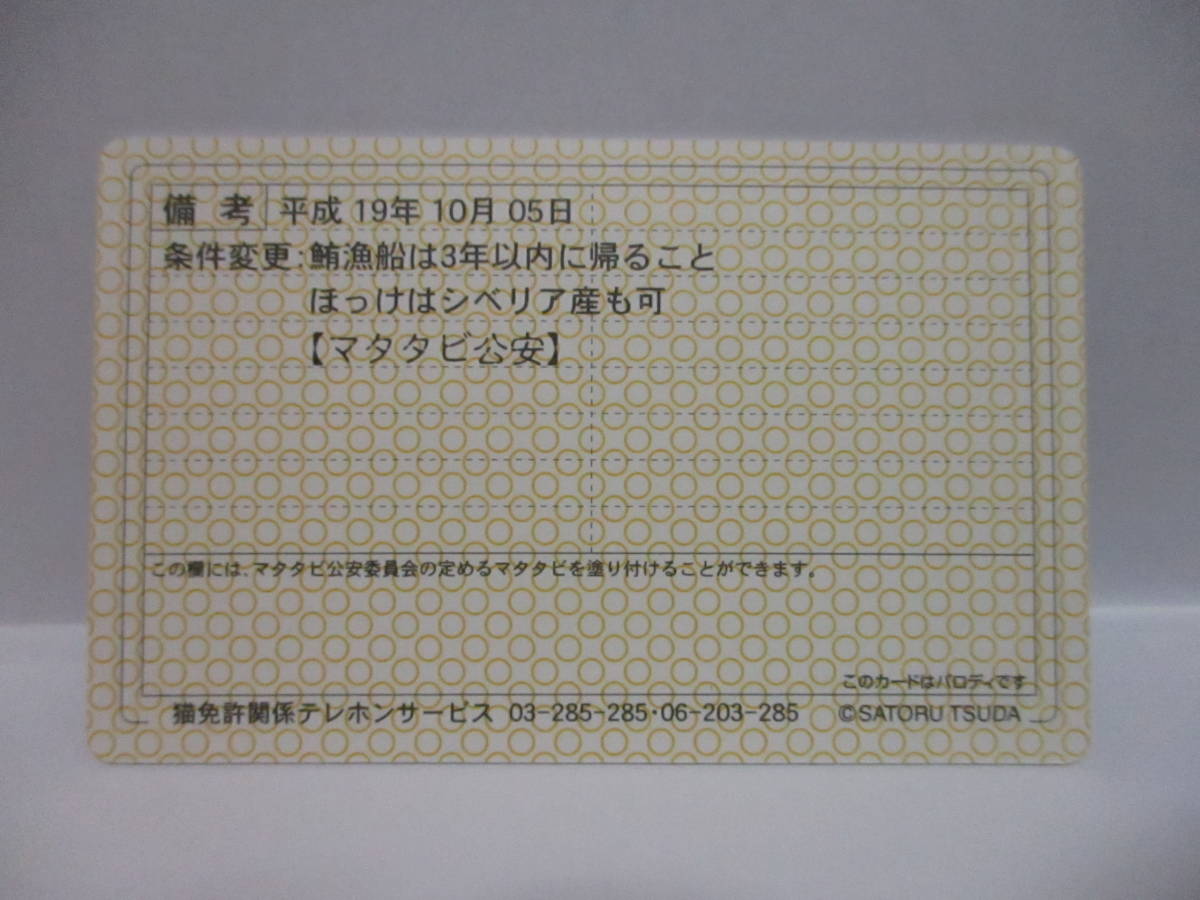 備考 平成19年10月05日
条件変更:鮪漁船は3年以内に帰ること
ほっけはシベリア産も可
【マタタビ公安】
この欄には、マタタビ公安委員会の定めるマタタビを塗り付けることができます。
このカードはパロディです
猫免許関係テレホンサービス 03-285-285・06-203-285 ©SATORU TSUDA